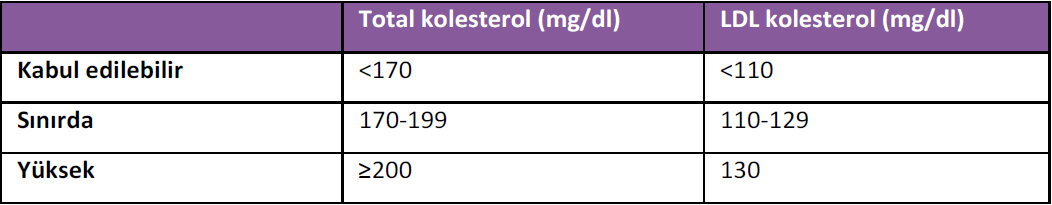 Total kolesterol (mg/dl) LDL kolesterol (mg/dl)
Kabul edilebilir <170 <110
Sınırda 170-199 110-129
Yüksek ≥200 130